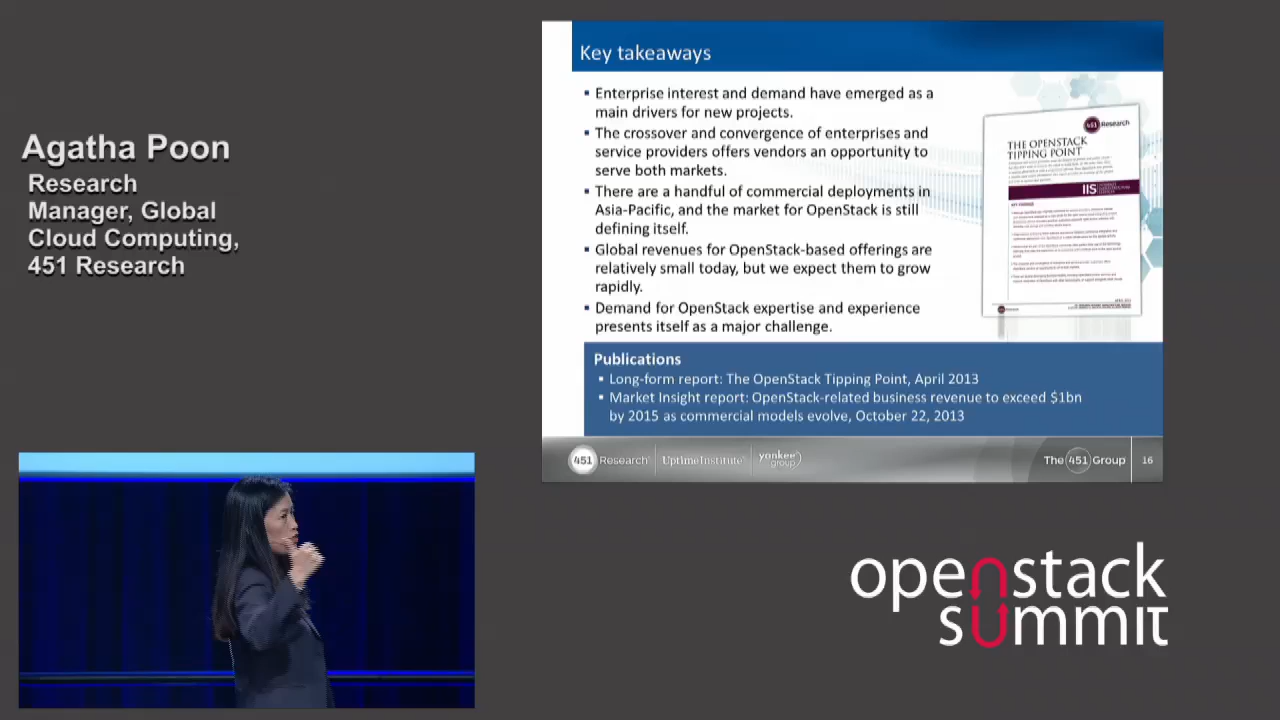 Agatha Poon
Research
Manager, Global
Cloud Computing,
451 Research
Key takeaways
▪ Enterprise interest and demand have emerged as a
main drivers for new projects.
▪ The crossover and convergence of enterprises and
service providers offers vendors an opportunity to
serve both markets.
▪ There are a handful of commercial deployments in
Asia-Pacific, and the market for OpenStack is still
defining itself.
▪ Global revenues for OpenStack-based offerings are
relatively small today, but we expect them to grow
rapidly.
▪ Demand for OpenStack expertise and experience
presents itself as a major challenge.
451 Research
THE OPENSTACK
TIPPING POINT
IIS
Publications
▪ Long-form report: The OpenStack Tipping Point, April 2013
▪ Market Insight report: OpenStack-related business revenue to exceed $1bn
by 2015 as commercial models evolve, October 22, 2013
451 Research
UptimeInstitute
yankee
group
The 451 Group
16
openstack
summit